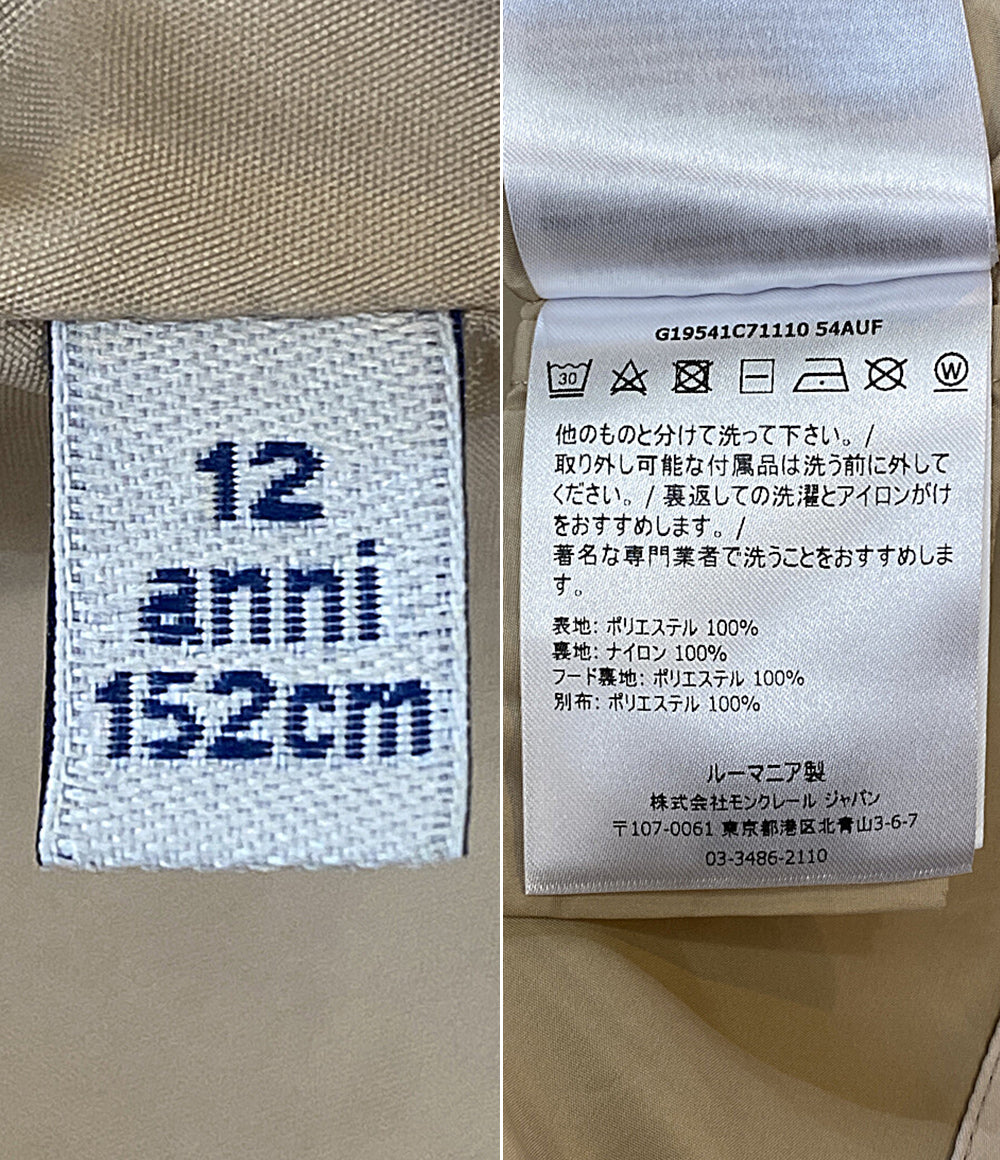 12
anni
152cm
G19541C71110 54AUF
30
W
他のものと分けて洗って下さい。/
取り外し可能な付属品は洗う前に外して
ください。/ 裏返しての洗濯とアイロンがけ
をおすすめします。/
著名な専門業者で洗うことをおすすめしま
す。
表地: ポリエステル 100%
裏地: ナイロン 100%
フード裏地: ポリエステル 100%
別布: ポリエステル 100%
ルーマニア製
株式会社モンクレール ジャパン
〒107-0061 東京都港区北青山3-6-7
03-3486-2110